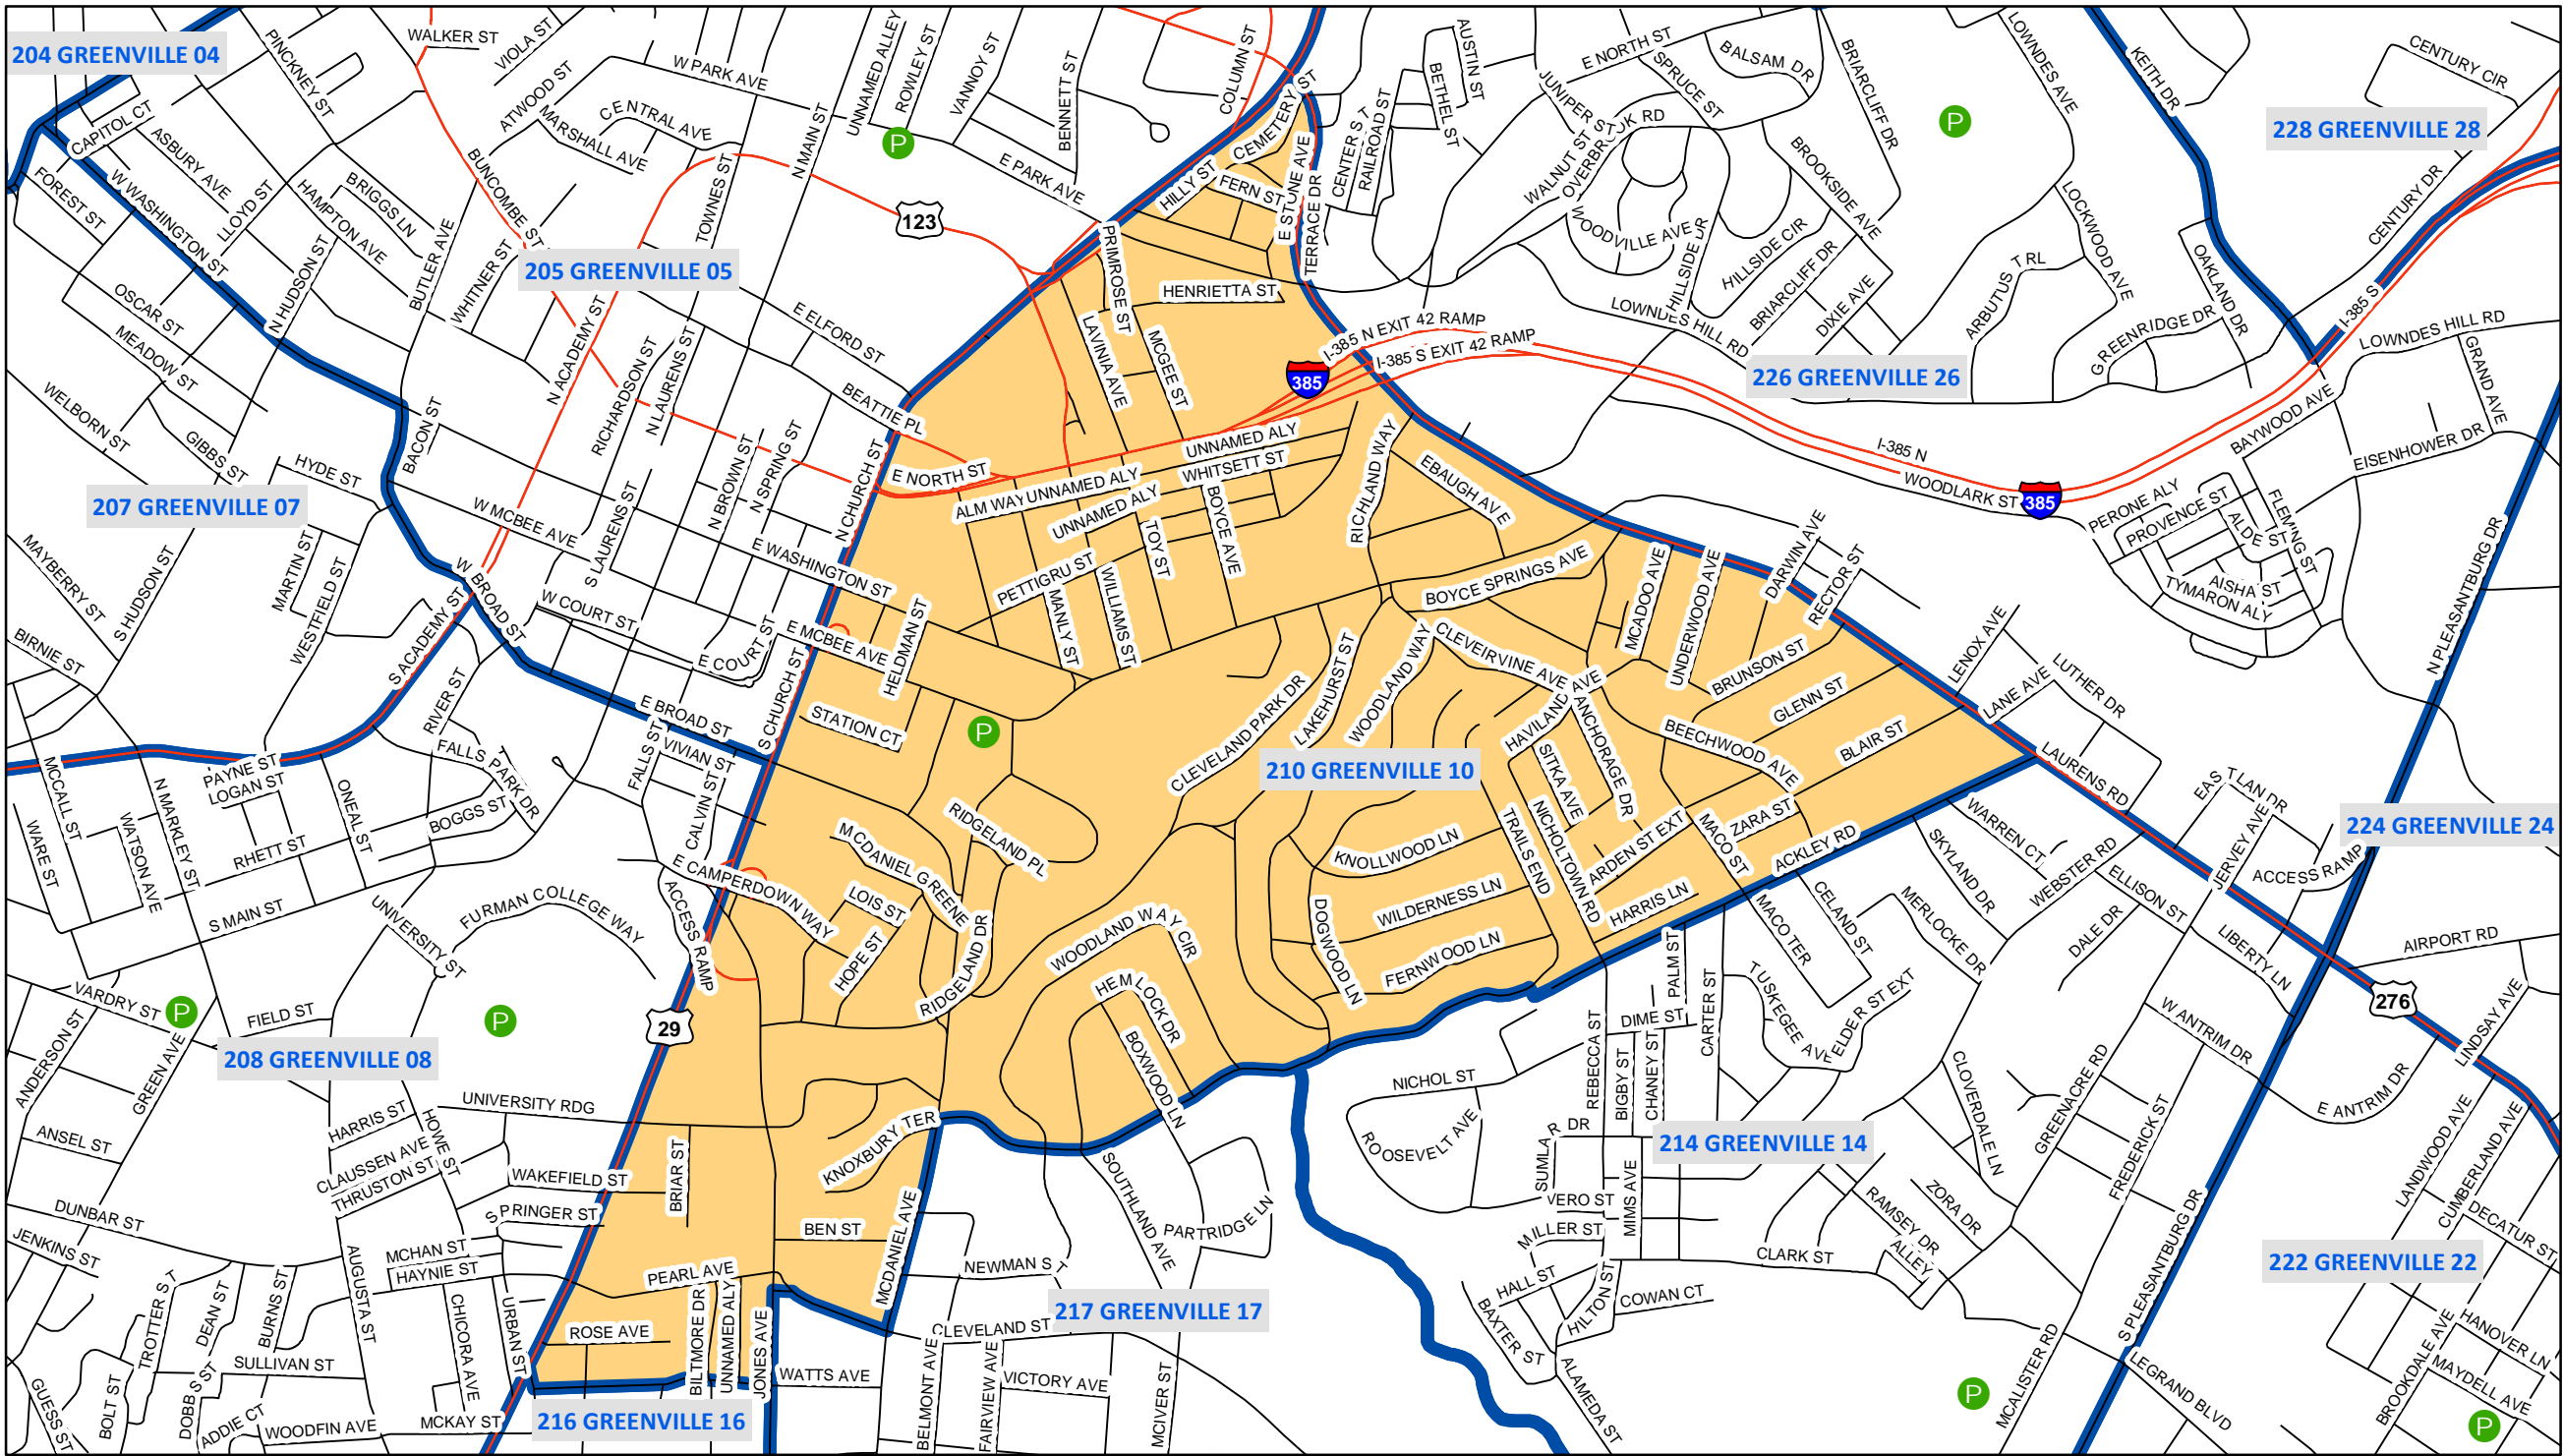 204 GREENVILLE 04
WALKER ST
PINCKNEY ST
VIOLA ST
W PARK AVE
UNNAMED ALLEY
ROWLEY ST
VANNOY ST
BENNETT ST
COLUMN ST
AUSTIN ST
BETHEL ST
E NORTH ST
SPRUCE ST
BALSAM DR
BRIARCLIFF DR
LOWNDES AVE
KEITH DR
CENTURY CIR
228 GREENVILLE 28
CAPITOL CT
ASBURY AVE
ATWOOD ST
MARSHALL AVE
CENTRAL AVE
N MAIN ST
E PARK AVE
CEMETERY ST
HILLY ST
FERN ST
E STONE AVE
TERRACE DR
CENTER ST
RAILROAD ST
JUNIPER ST
WALNUT ST
OVERBROOK RD
BROOKSIDE AVE
LOCKWOOD AVE
CENTURY DR
FOREST ST
W WASHINGTON ST
LLOYD ST
HAMPTON AVE
BRIGGS LN
BUNCOMBE ST
TOWNES ST
BUTLER AVE
WHITNER ST
123
205 GREENVILLE 05
PRIMROSE ST
HENRIETTA ST
WOODVILLE AVE
HILLSIDE DR
HILLSIDE CIR
BRIARCLIFF DR
DIXIE AVE
ARBUTUS TRL
OAKLAND DR
GREENRIDGE DR
I-385 S
LOWNDES HILL RD
GRAND AVE
OSCAR ST
MEADOW ST
N HUDSON ST
N ACADEMY ST
RICHARDSON ST
N LAURENS ST
E ELFORD ST
BEATTIE PL
LAVINIA AVE
MCGEE ST
I-385 N EXIT 42 RAMP
I-385 S EXIT 42 RAMP
385
LOWNDES HILL RD
226 GREENVILLE 26
BAYWOOD AVE
EISENHOWER DR
WELBORN ST
GIBBS ST
HYDE ST
BACON ST
207 GREENVILLE 07
W MCBEE AVE
S LAURENS ST
N BROWN ST
N SPRING ST
N CHURCH ST
E NORTH ST
ALM WAY
UNNAMED ALY
UNNAMED ALY
UNNAMED ALY
WHITSETT ST
RICHLAND WAY
EBAUGH AVE
I-385 N
WOODLARK ST
385
PERONE ALY
PROVENCE ST
ALDE ST
FLEMING ST
AISHA ST
TYMARON ALY
N PLEASANTBURG DR
MAYBERRY ST
S HUDSON ST
MARTIN ST
WESTFIELD ST
W BROAD ST
W COURT ST
E COURT ST
E WASHINGTON ST
E MCBEE AVE
HELDMAN ST
PETTIGRU ST
MANLY ST
WILLIAMS ST
TOY ST
BOYCE AVE
BOYCE SPRINGS AVE
MCADOO AVE
UNDERWOOD AVE
DARWIN AVE
RECTOR ST
BIRNIE ST
S ACADEMY ST
RIVER ST
E BROAD ST
S CHURCH ST
STATION CT
CLEVELAND PARK DR
LAKEHURST ST
WOODLAND WAY
CLEVEIRVINE AVE
HAVILAND AVE
ANCHORAGE DR
SITKA AVE
BRUNSON ST
GLENN ST
BEECHWOOD AVE
BLAIR ST
LENOX AVE
LANE AVE
LUTHER DR
LAURENS RD
PAYNE ST
LOGAN ST
FALLS PARK DR
FALLS ST
VIVIAN ST
CALVIN ST
210 GREENVILLE 10
EASTLAN DR
224 GREENVILLE 24
MCCALL ST
WARE ST
WATSON AVE
N MARKLEY ST
ONEAL ST
RHETT ST
BOGGS ST
S MAIN ST
E CAMPERDOWN WAY
ACCESS RAMP
MCDANIEL GREENE
LOIS ST
HOPE ST
RIDGELAND PL
RIDGELAND DR
KNOLLWOOD LN
WILDERNESS LN
FERNWOOD LN
DOGWOOD LN
TRAILS END
NICHOLTOWN RD
ARDEN ST EXT
HARRIS LN
MACO ST
ZARA ST
ACKLEY RD
MACO TER
CELAND ST
SKYLAND DR
WARREN CT
WEBSTER RD
JERVEY AVE
ACCESS RAMP
ELLISON ST
DALE DR
MERLOCKE DR
LIBERTY LN
AIRPORT RD
UNIVERSITY ST
FURMAN COLLEGE WAY
VARDRY ST
FIELD ST
ANDERSON ST
GREEN AVE
208 GREENVILLE 08
29
WOODLAND WAY CIR
HEMLOCK DR
BOXWOOD LN
PALM ST
CARTER ST
DIME ST
TUSKEGEE AVE
ELDER ST EXT
276
W ANTRIM DR
E ANTRIM DR
LINDSAY AVE
UNIVERSITY RDG
HARRIS ST
CLAUSSEN AVE
THRUSTON ST
HOWE ST
ANSEL ST
WAKEFIELD ST
SPRINGER ST
BRIAR ST
KNOXBURY TER
MCDANIEL AVE
BEN ST
NICHOL ST
ROOSEVELT AVE
REBECCA ST
BIGBY ST
CHANEY ST
SUMLAR DR
214 GREENVILLE 14
CLOVERDALE LN
GREENACRE RD
FREDERICK ST
LANDWOOD AVE
CUMBERLAND AVE
DECATUR ST
DUNBAR ST
JENKINS ST
MCHAN ST
HAYNIE ST
AUGUSTA ST
PEARL AVE
NEWMAN ST
SOUTHLAND AVE
PARTRIDGE LN
VERO ST
MIMS AVE
MILLER ST
HALL ST
CLARK ST
RAMSEY DR
ZORA DR
ALLEY
S PLEASANTBURG DR
222 GREENVILLE 22
TROTTER ST
DEAN ST
BURNS ST
CHICORA AVE
URBAN ST
ROSE AVE
BILTMORE DR
UNNAMED ALY
JONES AVE
217 GREENVILLE 17
CLEVELAND ST
BAXTER ST
HILTON ST
COWAN CT
MCALISTER RD
LEGRAND BLVD
BROOKDALE AVE
HANOVER LN
MAYDELL AVE
GUESS ST
BOLT ST
DOBBS ST
SULLIVAN ST
ADDIE CT
WOODFIN AVE
MCKAY ST
216 GREENVILLE 16
WATTS AVE
BELMONT AVE
FAIRVIEW AVE
VICTORY AVE
MCIVER ST
ALAMEDA ST
P
P
P
P
P
P
P